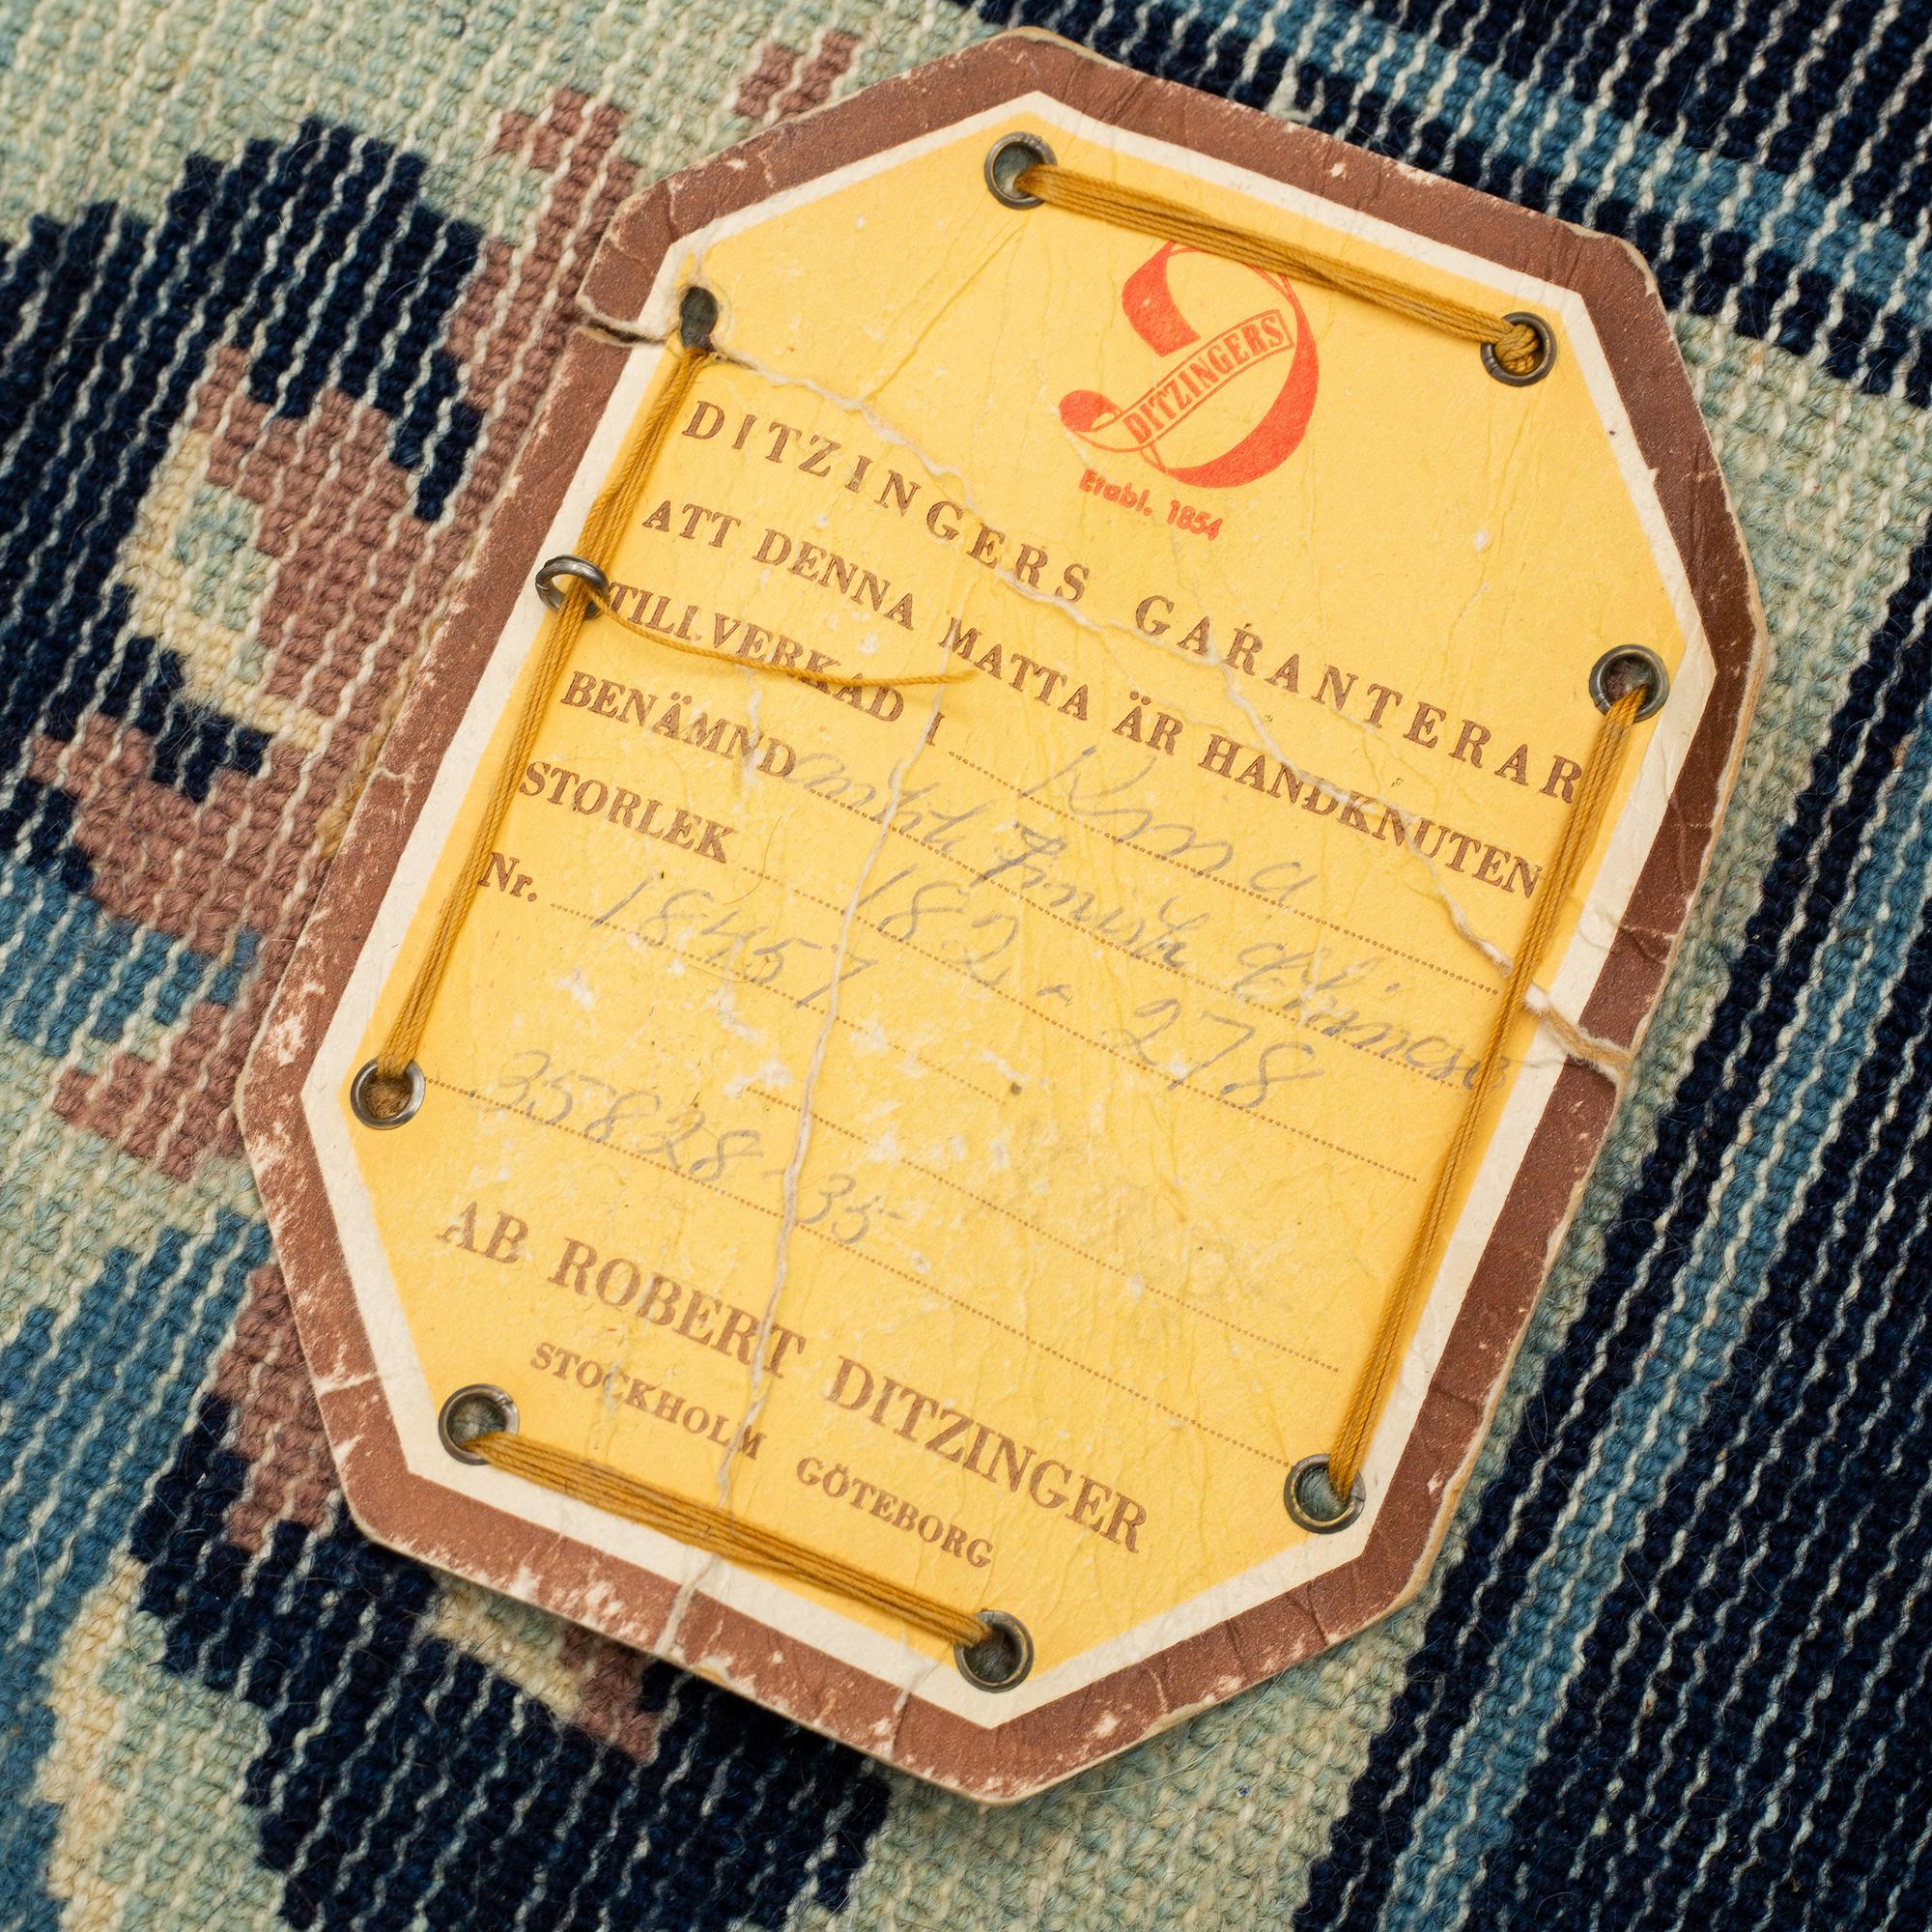 DITZINGERS
Etabl. 1854
DITZINGERS GARANTERAR
ATT DENNA MATTA ÄR HANDKNUTEN
TILLVERKAD I Kina
BENÄMND
STORLEK 182 - 278
Nr. 18457
35828-35
AB ROBERT DITZINGER
STOCKHOLM GÖTEBORG